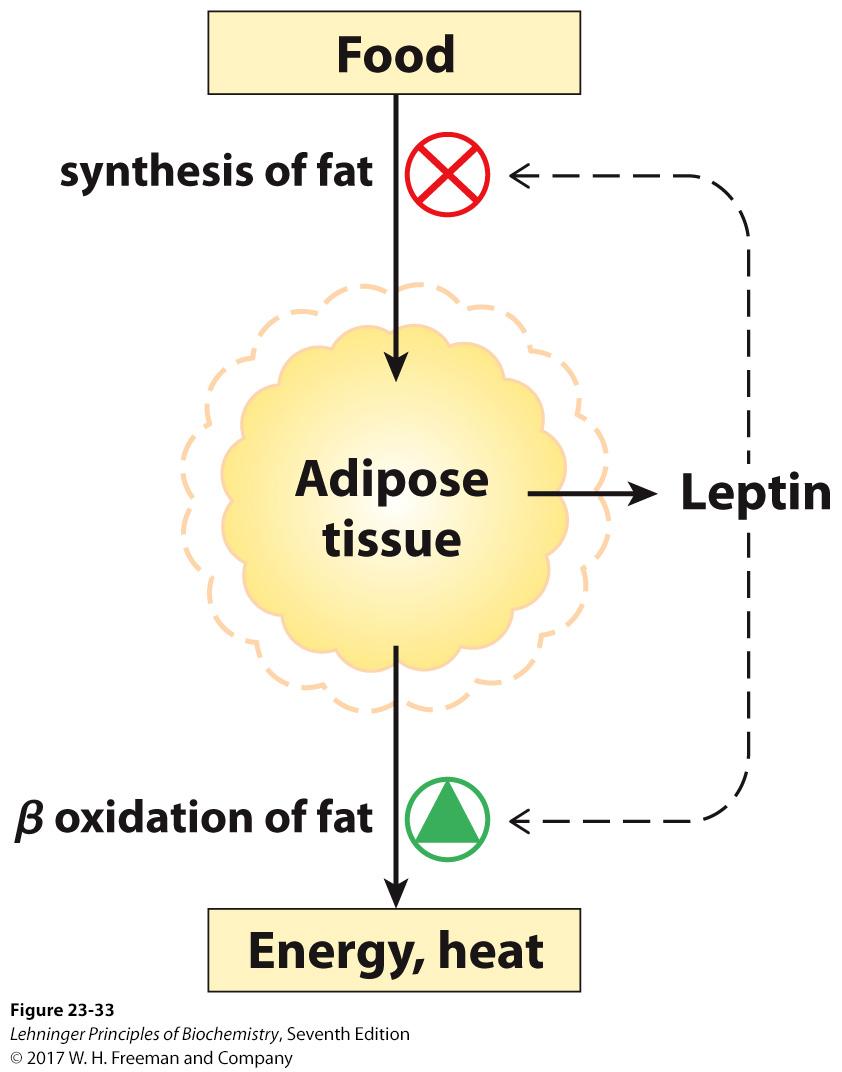 Food
synthesis of fat
Adipose
tissue
Leptin
β oxidation of fat
Energy, heat
Figure 23-33
Lehninger Principles of Biochemistry, Seventh Edition
© 2017 W. H. Freeman and Company